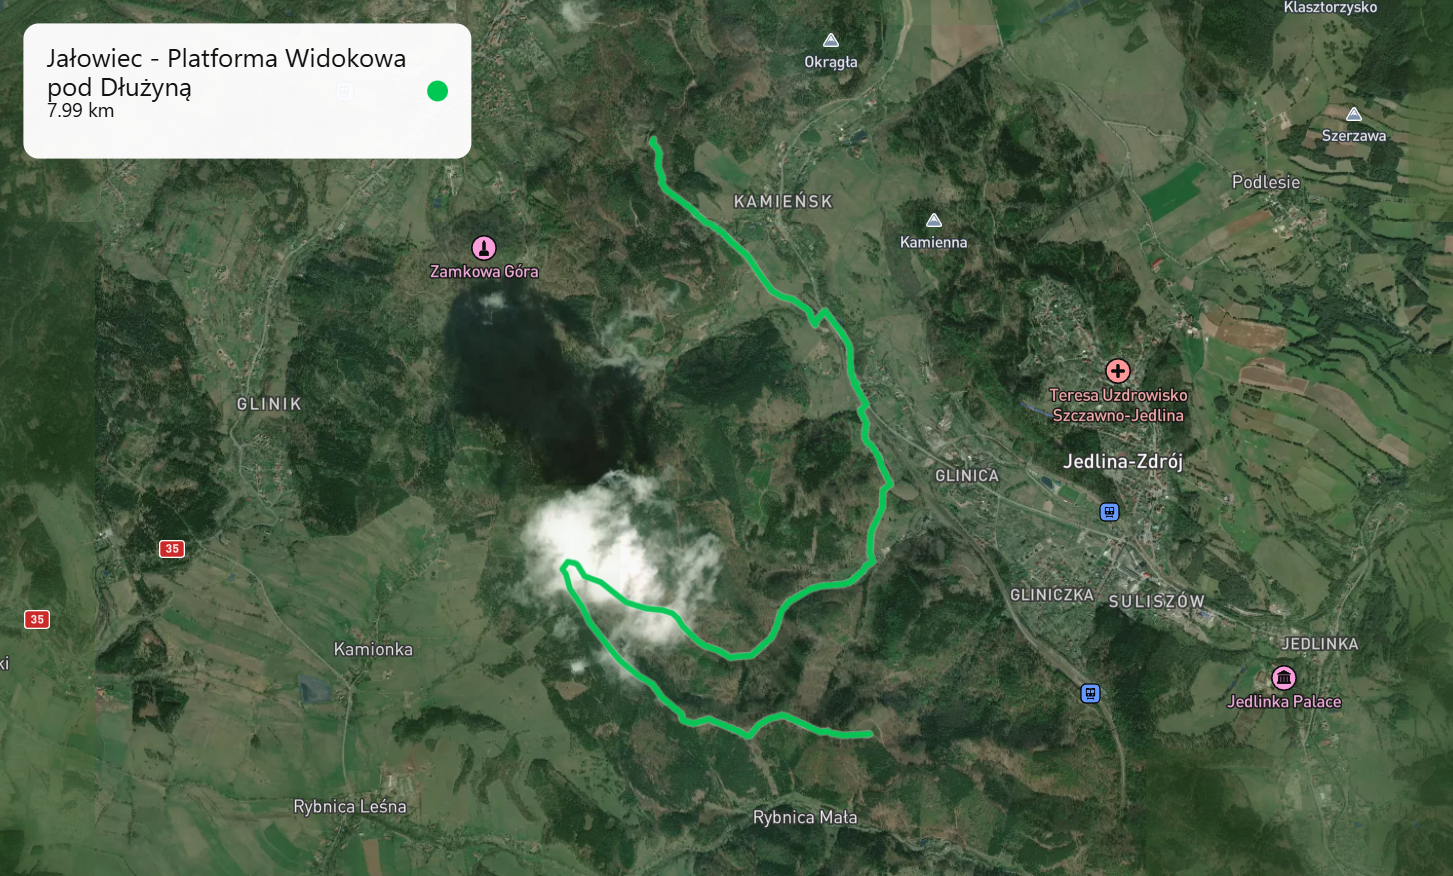 Jałowiec - Platforma Widokowa
pod Dłużyną
7.99 km
Klasztorzysko
Okrągła
Szerzawa
Podlesie
KAMIEŃSK
Kamienna
Zamkowa Góra
Teresa Uzdrowisko
Szczawno-Jedlina
GLINIK
Jedlina-Zdrój
GLINICA
35
GLINICZKA
SULISZÓW
35
JEDLINKA
Kamionka
ki
Jedlinka Palace
Rybnica Leśna
Rybnica Mała